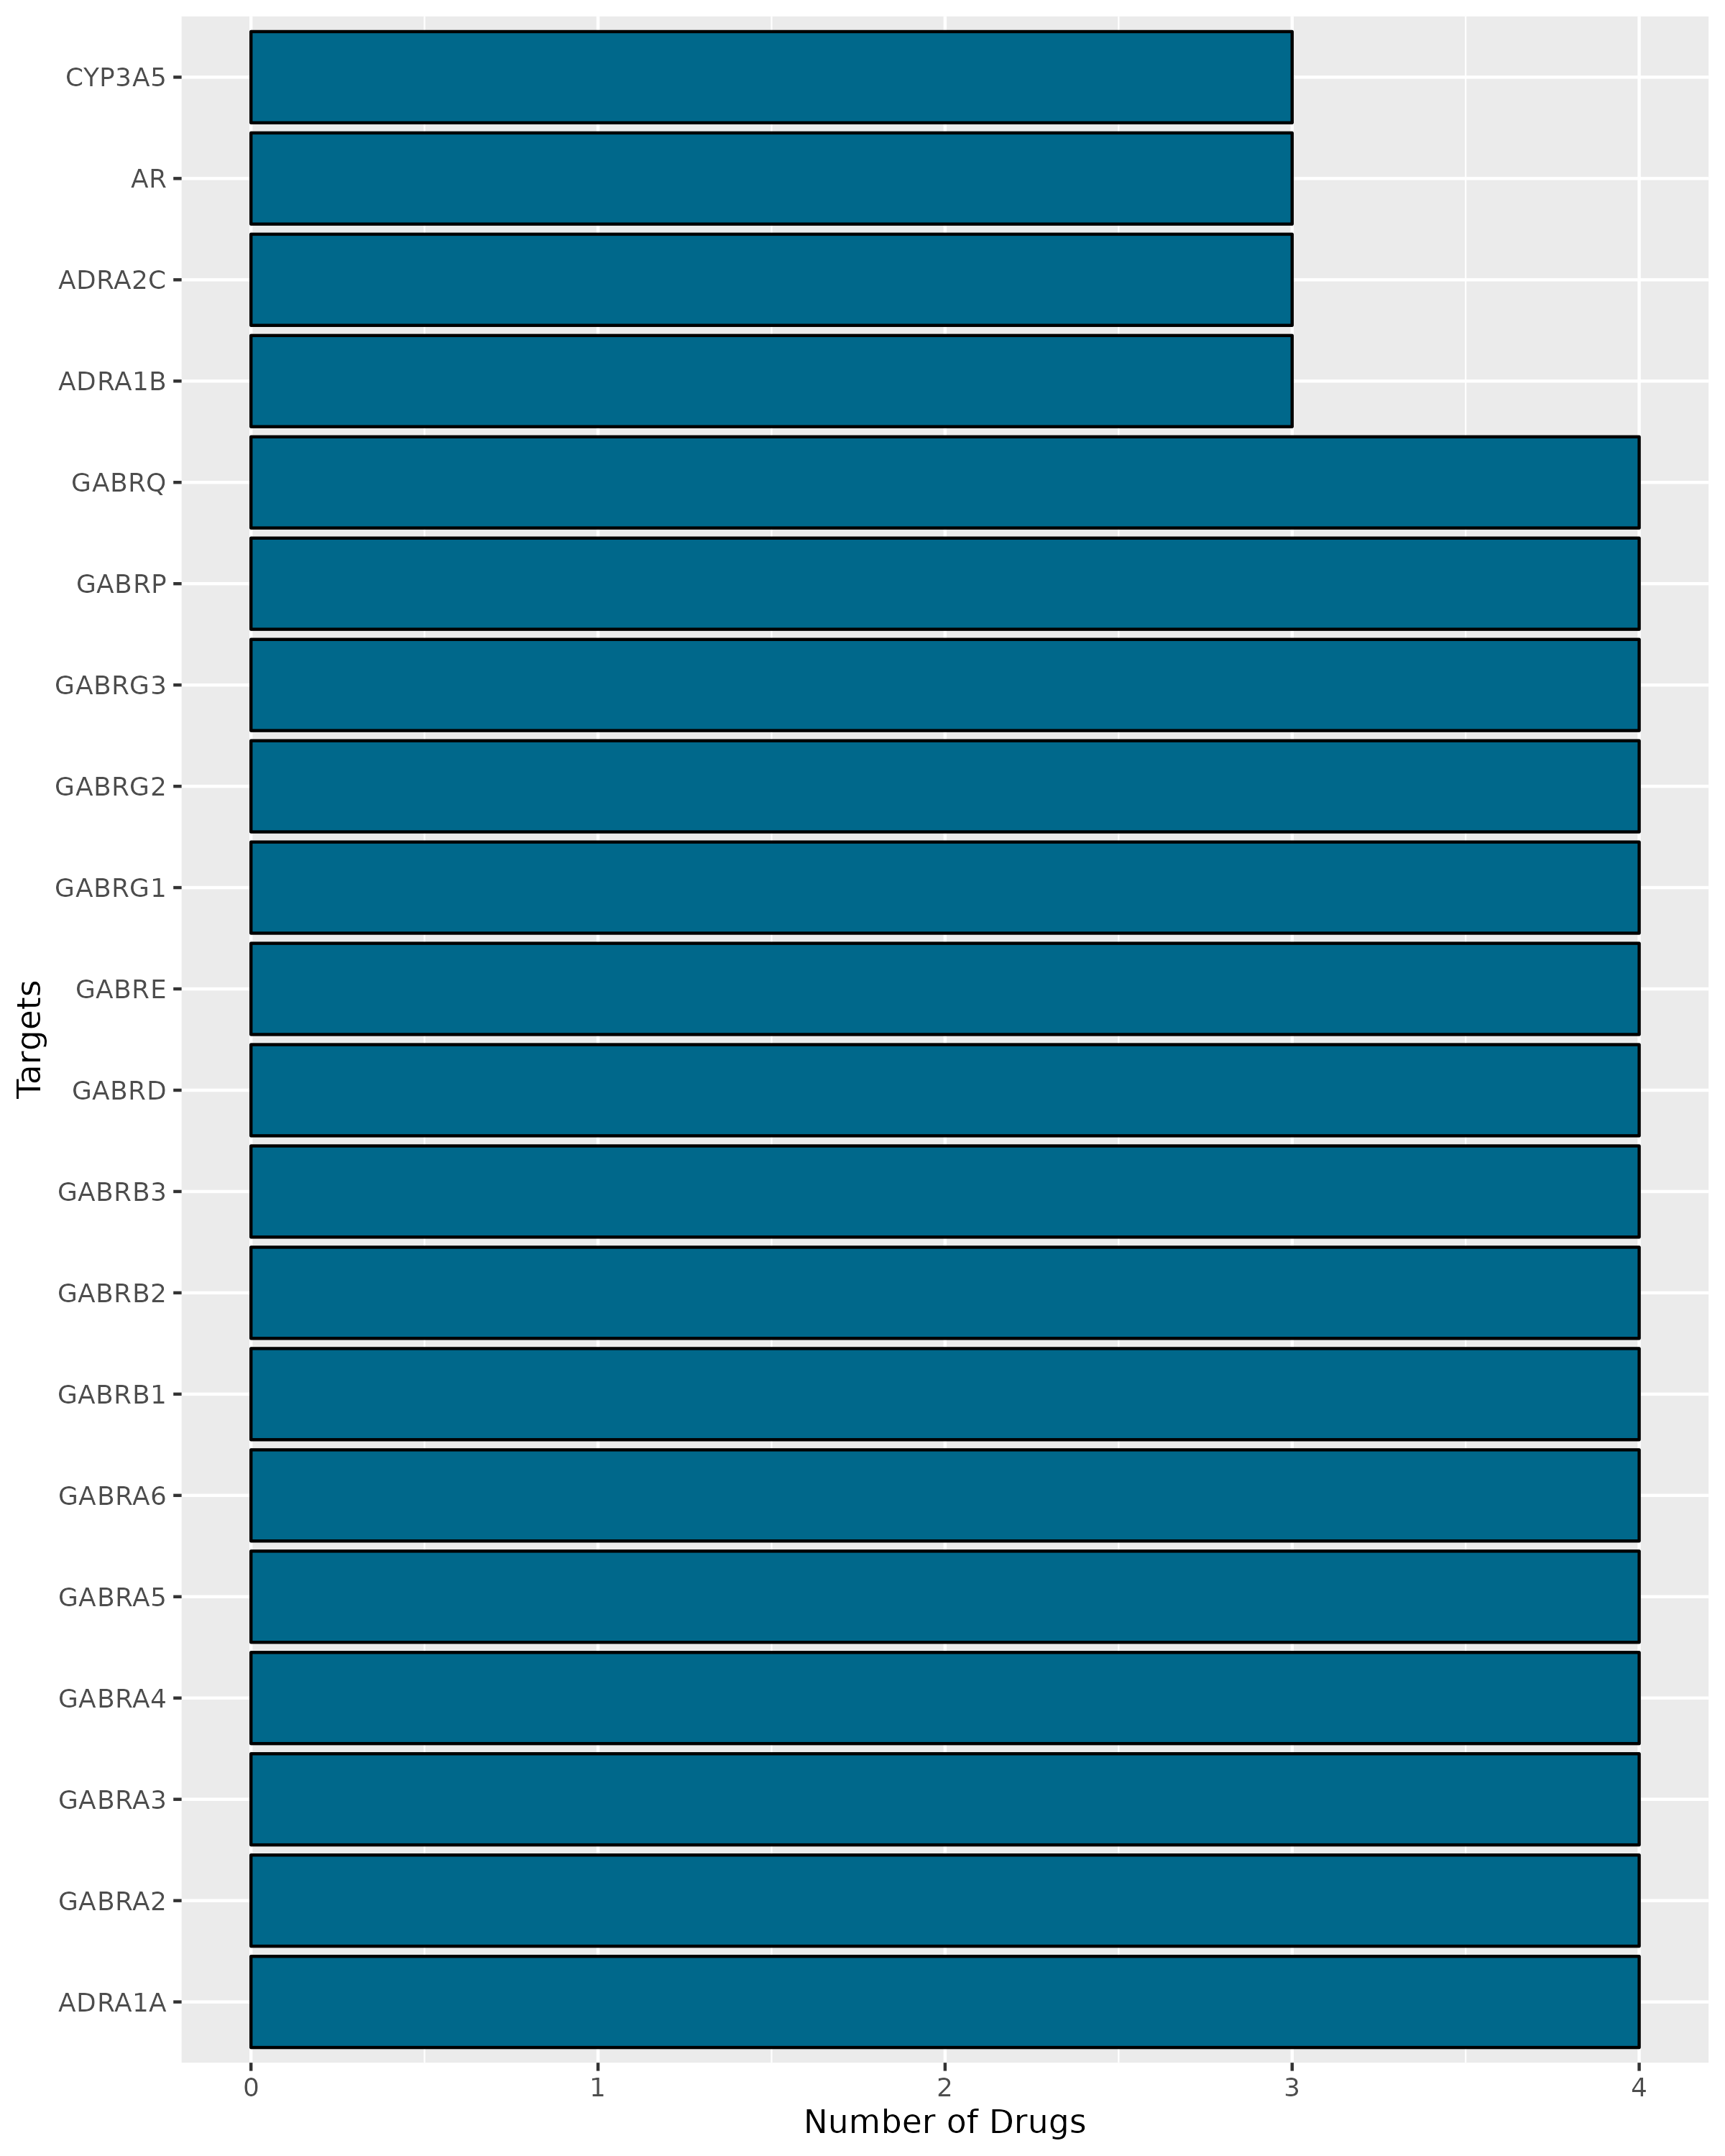 CYP3A5
AR
ADRA2C
ADRA1B
GABRQ
GABRP
GABRG3
GABRG2
GABRG1
GABRE
GABRD
GABRB3
GABRB2
GABRB1
GABRA6
GABRA5
GABRA4
GABRA3
GABRA2
ADRA1A
Targets
0 1 2 3 4
Number of Drugs